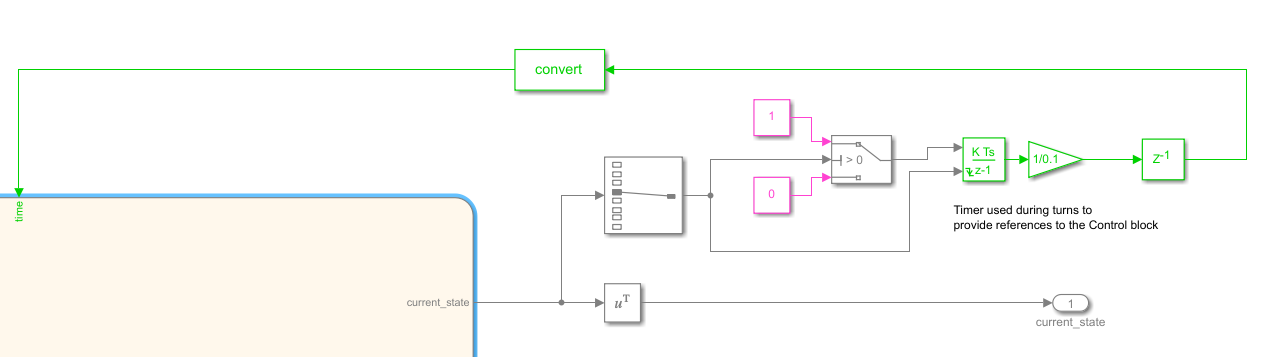 convert
1
> 0
0
K Ts
z-1
1/0.1
Z-1
time
Timer used during turns to
provide references to the Control block
current_state
uT
1
current_state